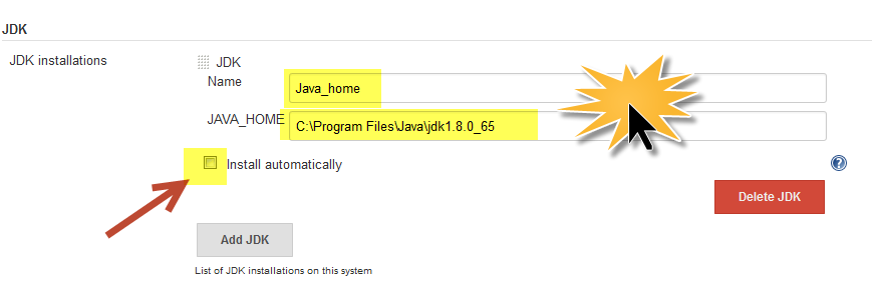 JDK
JDK installations
JDK
Name
Java_home
JAVA_HOME
C:\Program Files\Java\jdk1.8.0_65
Install automatically
?
Delete JDK
Add JDK
List of JDK installations on this system